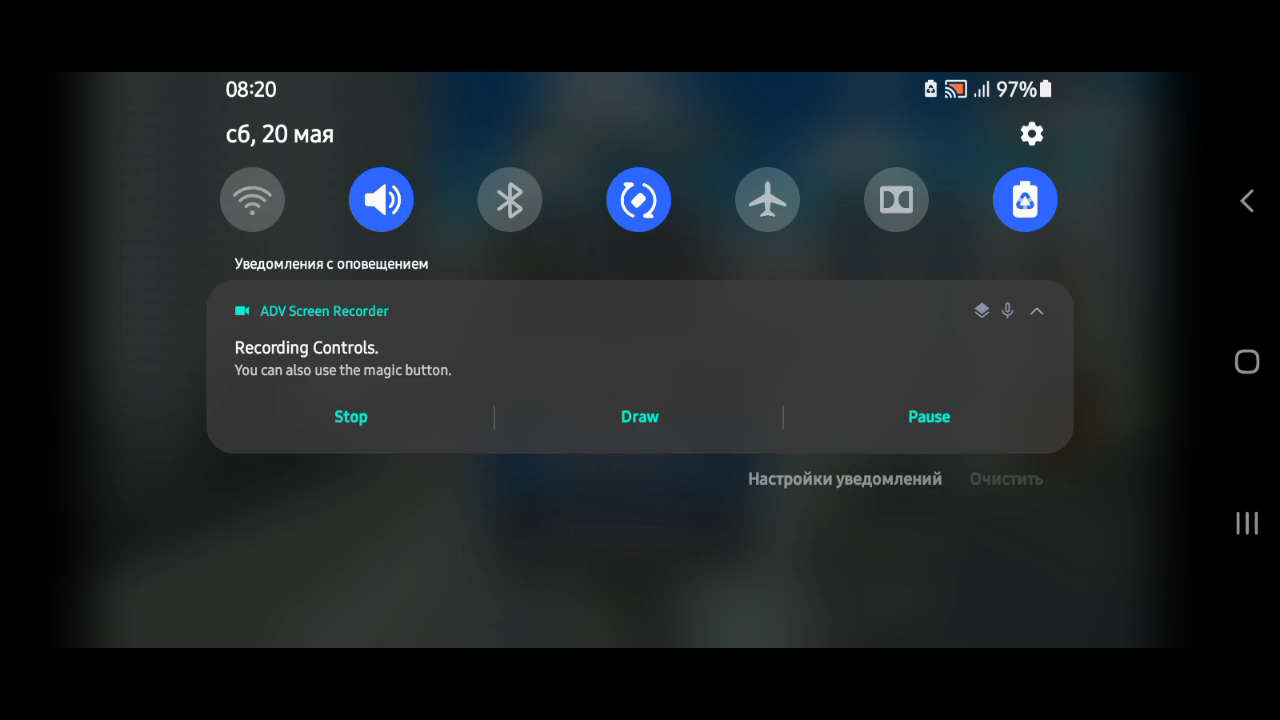 08:20
97%
сб, 20 мая
Уведомления с оповещением
ADV Screen Recorder
Recording Controls.
You can also use the magic button.
Stop
Draw
Pause
Настройки уведомлений
Очистить